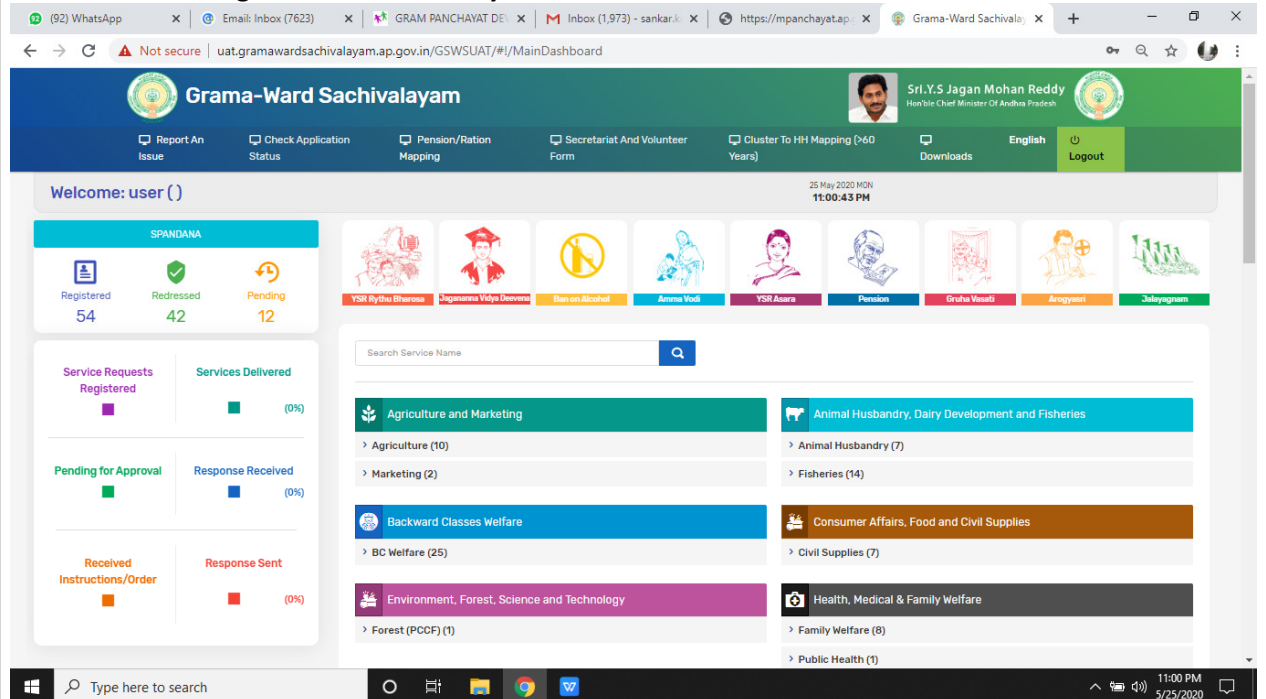 (92) WhatsApp
Email: Inbox (7623)
GRAM PANCHAYAT DE
Inbox (1,973) - sankar.k
https://mpanchayat.ap.
Grama-Ward Sachivalay
Not secure | uat.gramawardsachivalayam.ap.gov.in/GSWSUAT/#!/MainDashboard
Grama-Ward Sachivalayam
Sri.Y.S Jagan Mohan Reddy
Hon'ble Chief Minister Of Andhra Pradesh
Report An Issue
Check Application Status
Pension/Ration Mapping
Secretariat And Volunteer Form
Cluster To HH Mapping (>60 Years)
Downloads
English
Logout
Welcome: user ( )
25 May 2020 MON
11:00:43 PM
SPANDANA
Registered Redressed Pending
54 42 12
YSR Rythu Bharosa
Jagananna Vidya Deevena
Ban on Alcohol
Amma Vodi
YSR Asara
Pension
Gruha Vasati
Arogyasri
Jalayagnam
Search Service Name
Service Requests Registered
Services Delivered
(0%)
Pending for Approval
Response Received
(0%)
Received Instructions/Order
Response Sent
(0%)
Agriculture and Marketing
> Agriculture (10)
> Marketing (2)
Animal Husbandry, Dairy Development and Fisheries
> Animal Husbandry (7)
> Fisheries (14)
Backward Classes Welfare
> BC Welfare (25)
Consumer Affairs, Food and Civil Supplies
> Civil Supplies (7)
Environment, Forest, Science and Technology
> Forest (PCCF) (1)
Health, Medical & Family Welfare
> Family Welfare (8)
> Public Health (1)
Type here to search
11:00 PM
5/25/2020